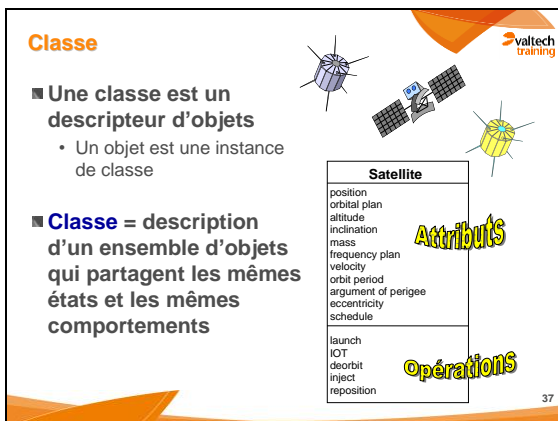 Classe
valtech
training
Une classe est un
descripteur d'objets
• Un objet est une instance
de classe
Classe = description
d'un ensemble d'objets
qui partagent les mêmes
états et les mêmes
comportements
Satellite
position
orbital plan
altitude
inclination
mass
frequency plan
velocity
orbit period
argument of perigee
eccentricity
schedule
Attributs
launch
IOT
deorbit
inject
reposition
Opérations
37